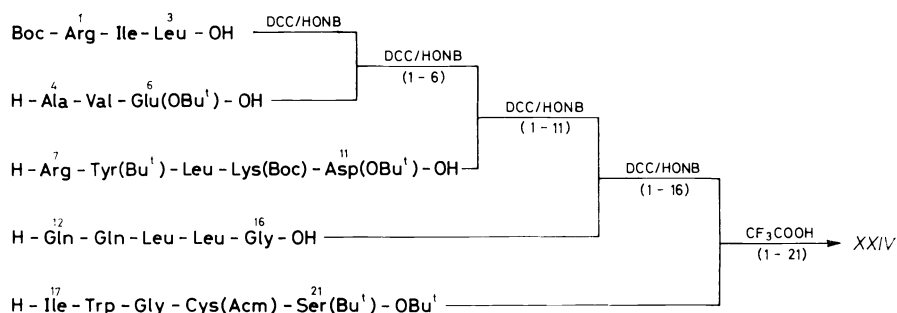 1 3
Boc-Arg-Ile-Leu-OH DCC/HONB
DCC/HONB
(1-6)
4 6
H-Ala-Val-Glu(OBuᵗ)-OH
DCC/HONB
(1-11)
7 11
H-Arg-Tyr(Buᵗ)-Leu-Lys(Boc)-Asp(OBuᵗ)-OH
DCC/HONB
(1-16)
12 16
H-Gln-Gln-Leu-Leu-Gly-OH
CF₃COOH XXIV
(1-21)
17 21
H-Ile-Trp-Gly-Cys(Acm)-Ser(Buᵗ)-OBuᵗ